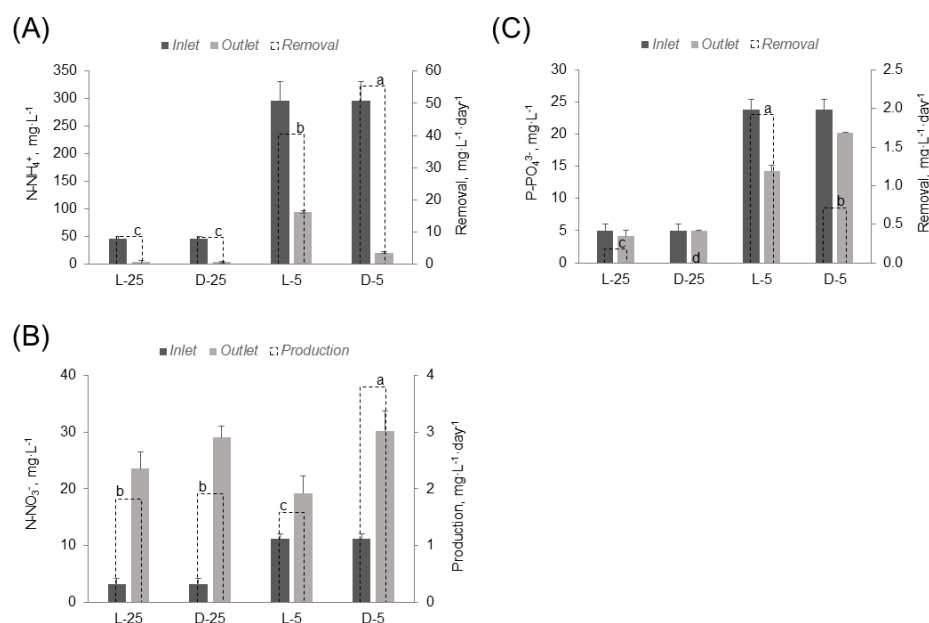 (A)
Inlet Outlet Removal
N-NH₄⁺, mg·L⁻¹
350
300
250
200
150
100
50
0
60
50
40
30
20
10
0
Removal, mg·L⁻¹·day⁻¹
c
c
b
a
L-25 D-25 L-5 D-5
(C)
Inlet Outlet Removal
P-PO₄³⁻, mg·L⁻¹
30
25
20
15
10
5
0
2.5
2.0
1.5
1.0
0.5
0.0
Removal. mg·L⁻¹·day⁻¹
c
d
a
b
L-25 D-25 L-5 D-5
(B)
Inlet Outlet Production
N-NO₃⁻, mg·L⁻¹
40
30
20
10
0
4
3
2
1
0
Production, mg·L⁻¹·day⁻¹
b
b
c
a
L-25 D-25 L-5 D-5